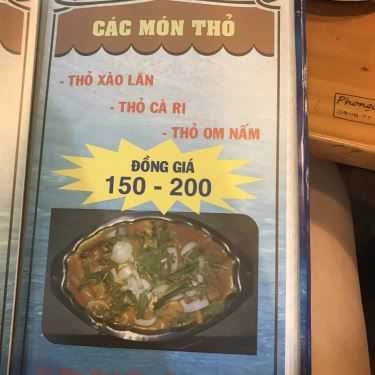 CÁC MÓN THỎ
- THỎ XÀO LĂN
- THỎ CÀ RI
- THỎ OM NẤM
ĐỒNG GIÁ
150 - 200